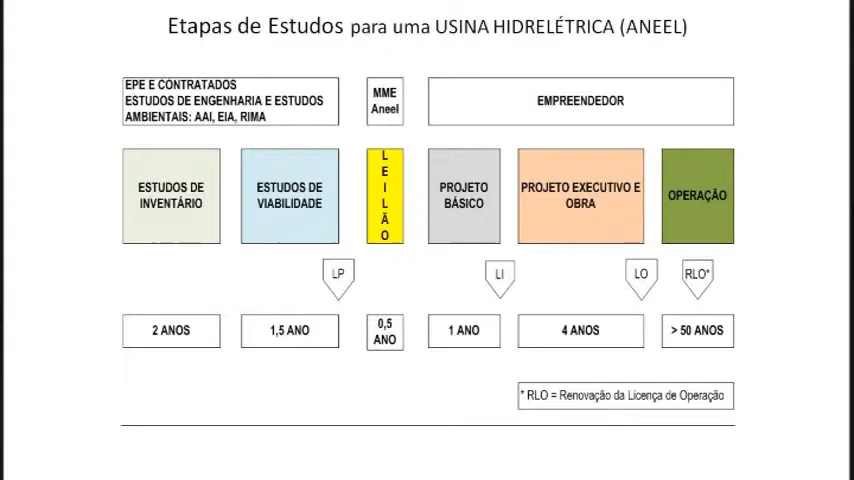 Etapas de Estudos para uma USINA HIDRELÉTRICA (ANEEL)
EPE E CONTRATADOS
ESTUDOS DE ENGENHARIA E ESTUDOS
AMBIENTAIS: AAI, EIA, RIMA
MME
Aneel
EMPREENDEDOR
ESTUDOS DE
INVENTÁRIO
ESTUDOS DE
VIABILIDADE
L
E
I
L
Ã
O
PROJETO
BÁSICO
PROJETO EXECUTIVO E
OBRA
OPERAÇÃO
LP
LI
LO
RLO*
2 ANOS
1,5 ANO
0,5
ANO
1 ANO
4 ANOS
> 50 ANOS
* RLO = Renovação da Licença de Operação